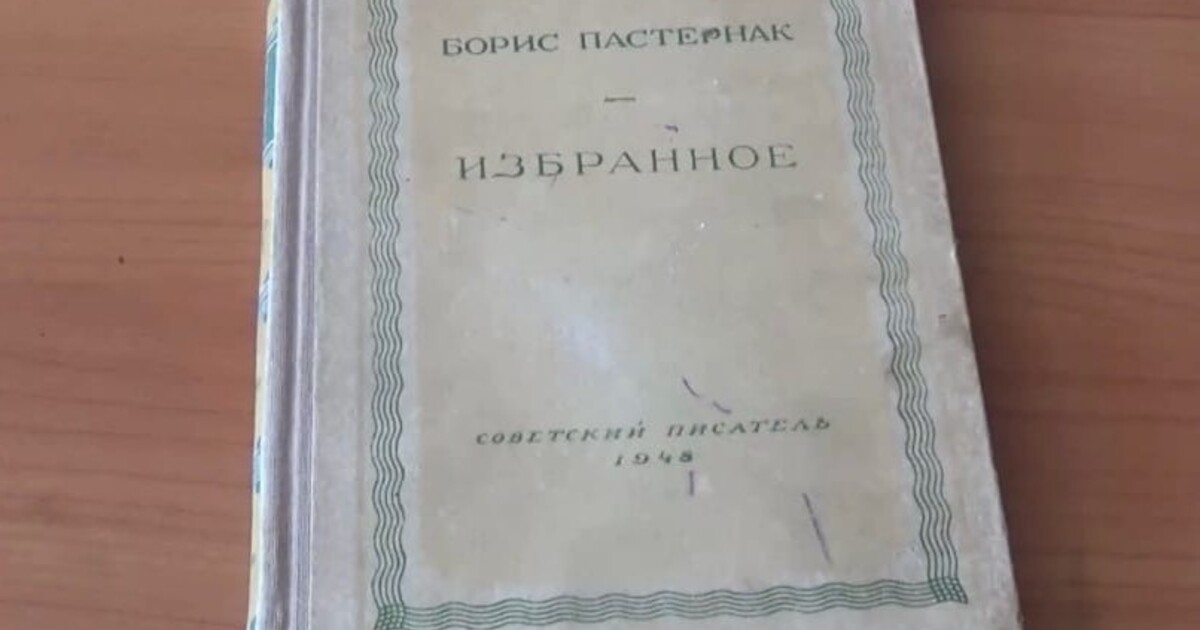 БОРИС ПАСТЕРНАК
—
ИЗБРАННОЕ
СОВЕТСКИЙ ПИСАТЕЛЬ
1948